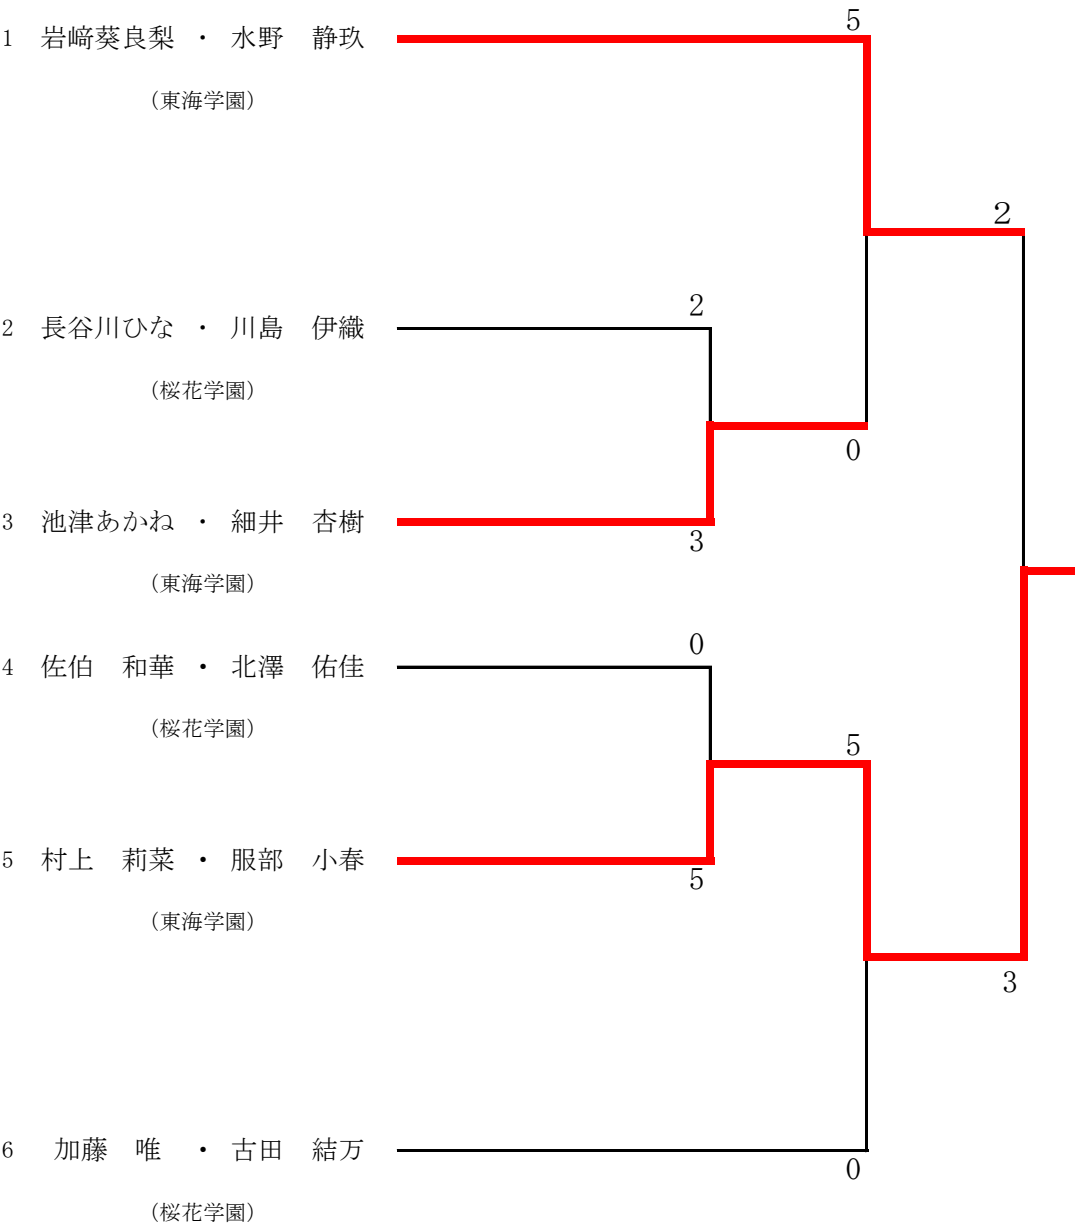 5
1 岩﨑葵良梨 ・ 水野 静玖
(東海学園)
2
2
2 長谷川ひな ・ 川島 伊織
(桜花学園)
0
3 池津あかね ・ 細井 杏樹
3
(東海学園)
0
4 佐伯 和華 ・ 北澤 佑佳
(桜花学園)
5
5 村上 莉菜 ・ 服部 小春
5
(東海学園)
3
6 加藤 唯 ・ 古田 結万
0
(桜花学園)